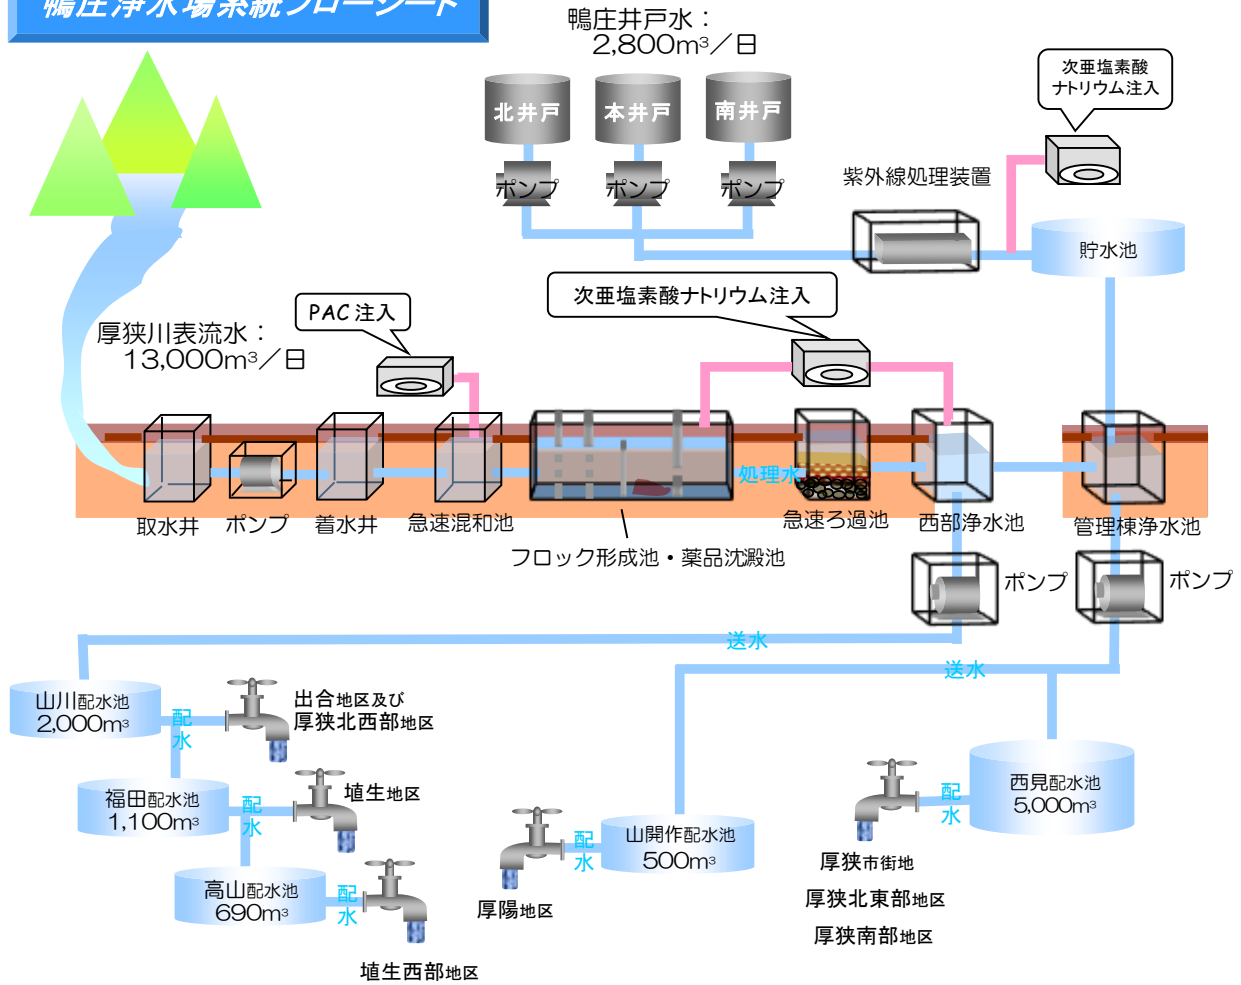 鴨庄浄水場系統フローシート
鴨庄井戸水：
2,800m³／日
次亜塩素酸
ナトリウム注入
北井戸
本井戸
南井戸
ポンプ
ポンプ
ポンプ
紫外線処理装置
貯水池
次亜塩素酸ナトリウム注入
PAC 注入
厚狭川表流水：
13,000m³／日
処理水
取水井
ポンプ
着水井
急速混和池
フロック形成池・薬品沈澱池
急速ろ過池
西部浄水池
管理棟浄水池
ポンプ
ポンプ
送水
送水
山川配水池
2,000m³
配
水
出合地区及び
厚狭北西部地区
福田配水池
1,100m³
配
水
埴生地区
高山配水池
690m³
配
水
埴生西部地区
山開作配水池
500m³
配
水
厚陽地区
西見配水池
5,000m³
配
水
厚狭市街地
厚狭北東部地区
厚狭南部地区